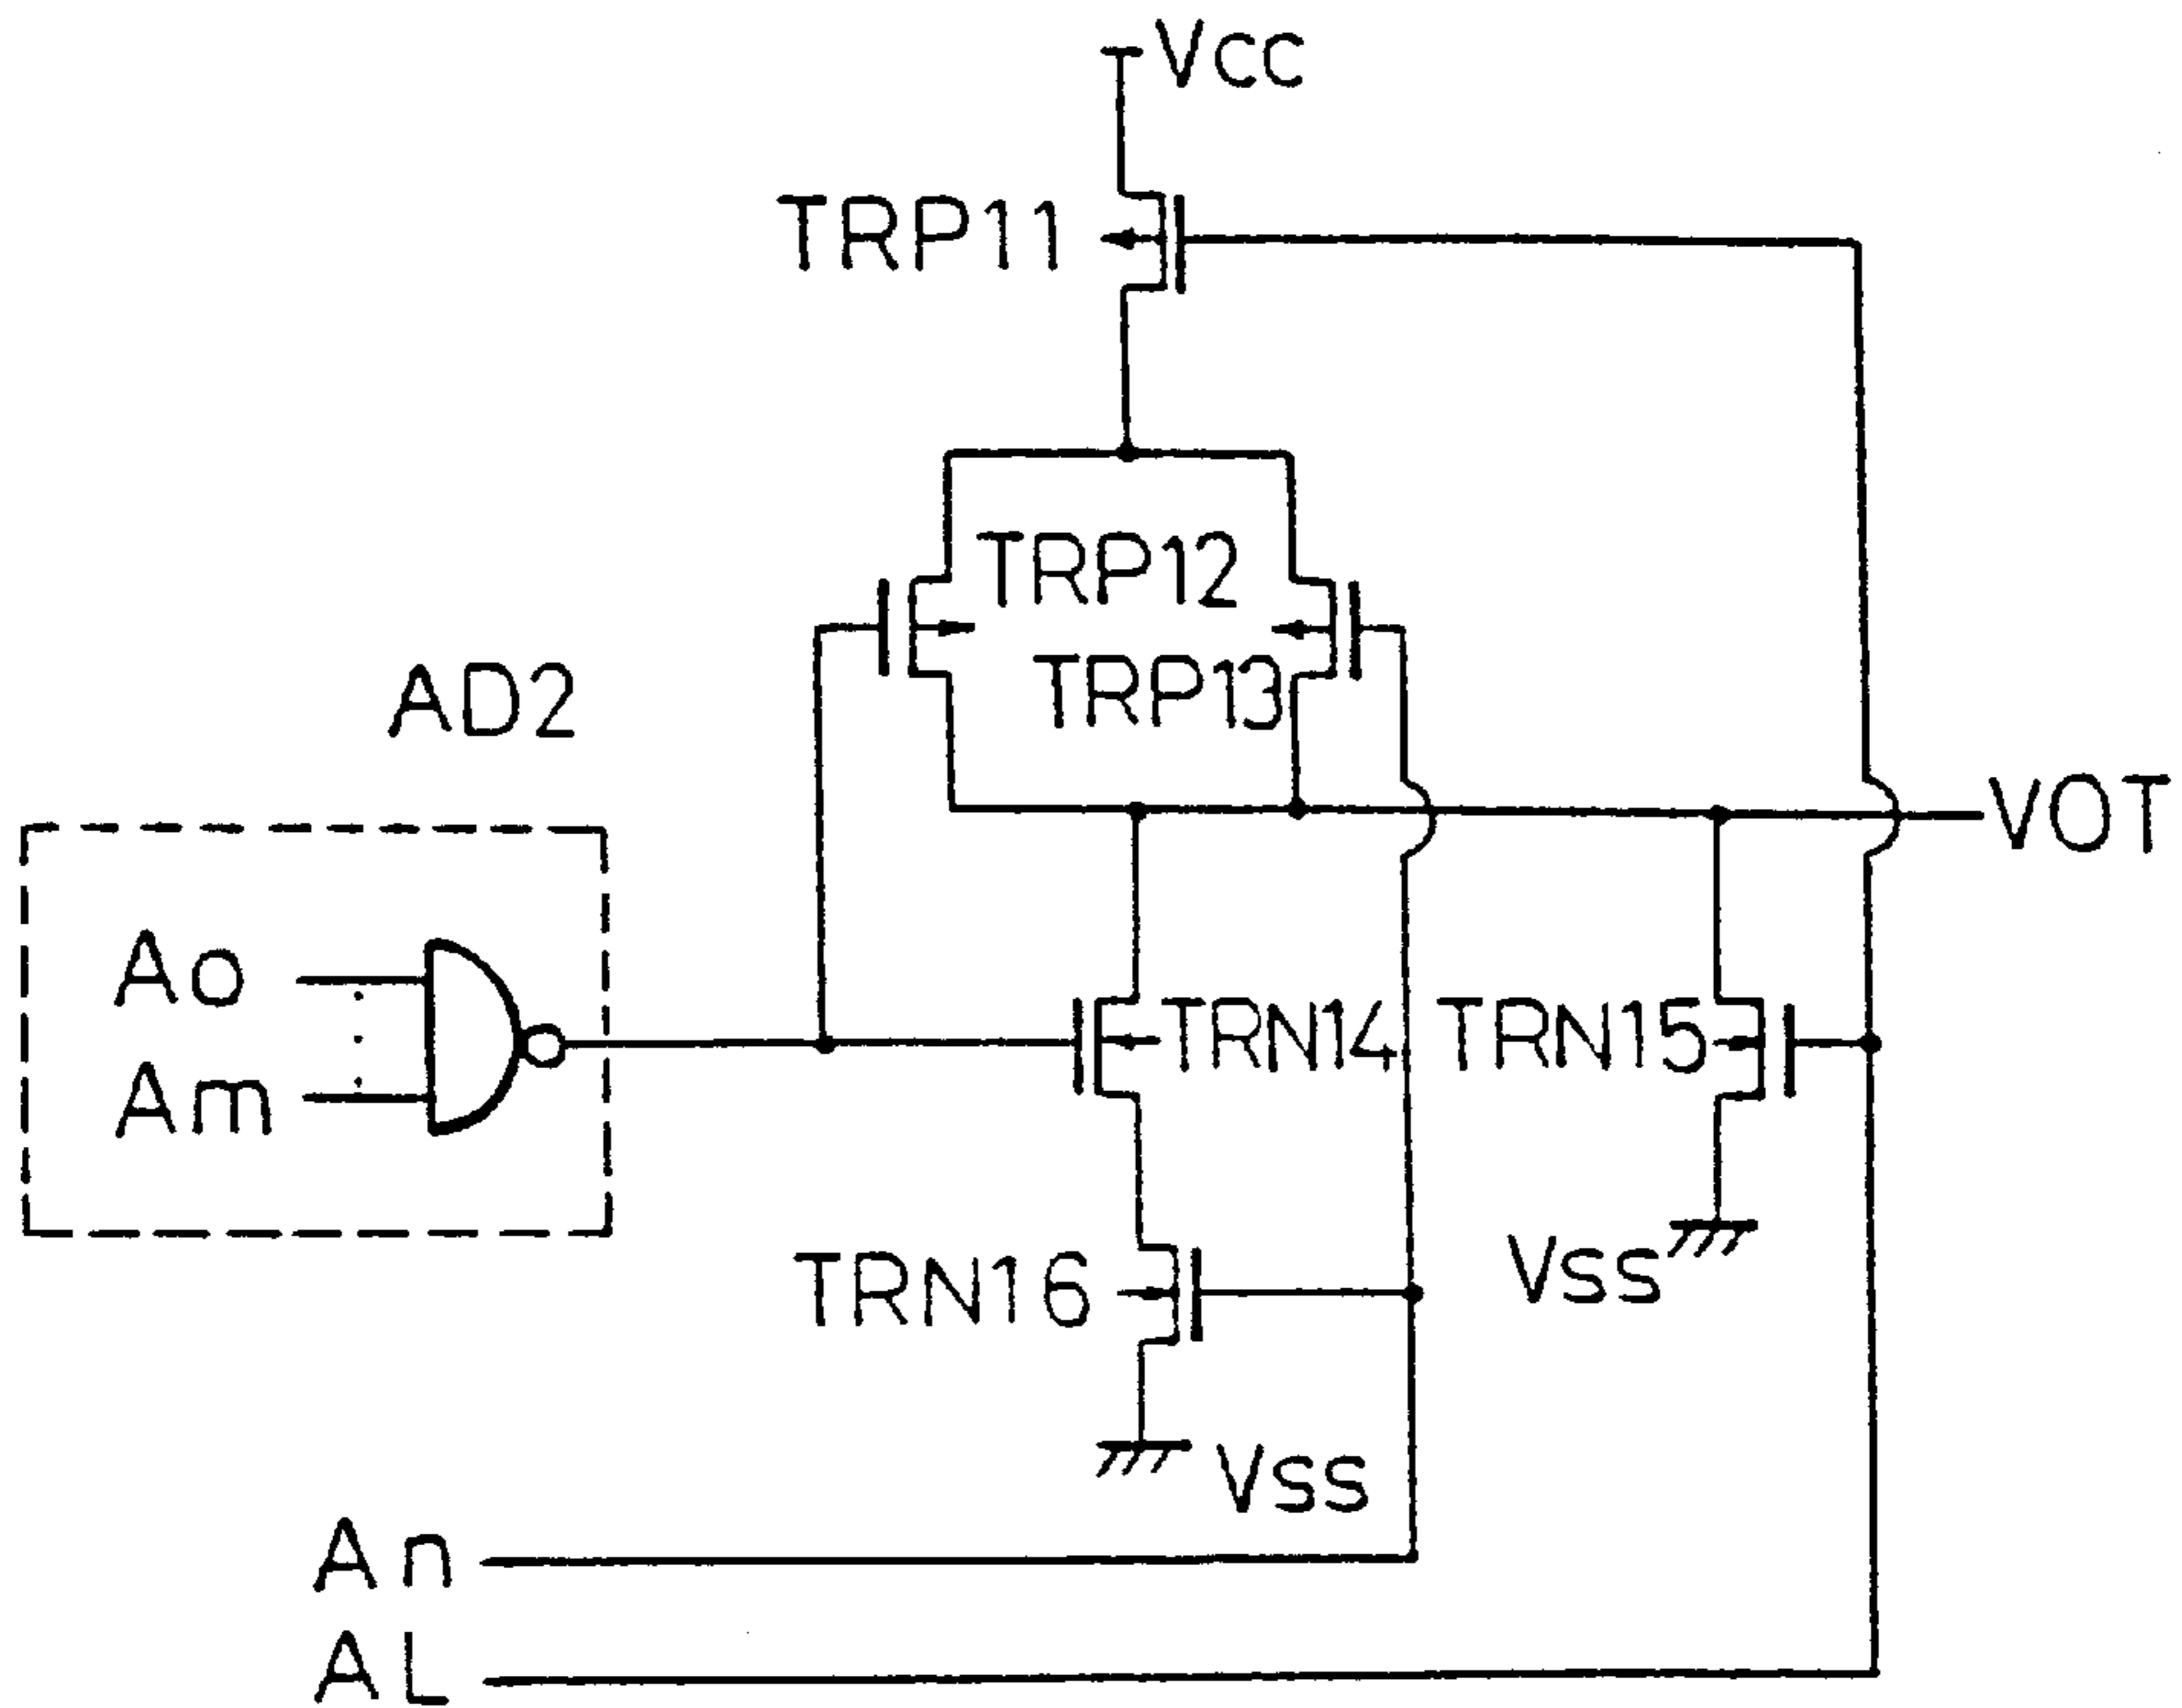 Vcc
TRP11
TRP12
TRP13
AD2
VOT
Ao
Am
TRN14
TRN15
TRN16
Vss
Vss
An
AL